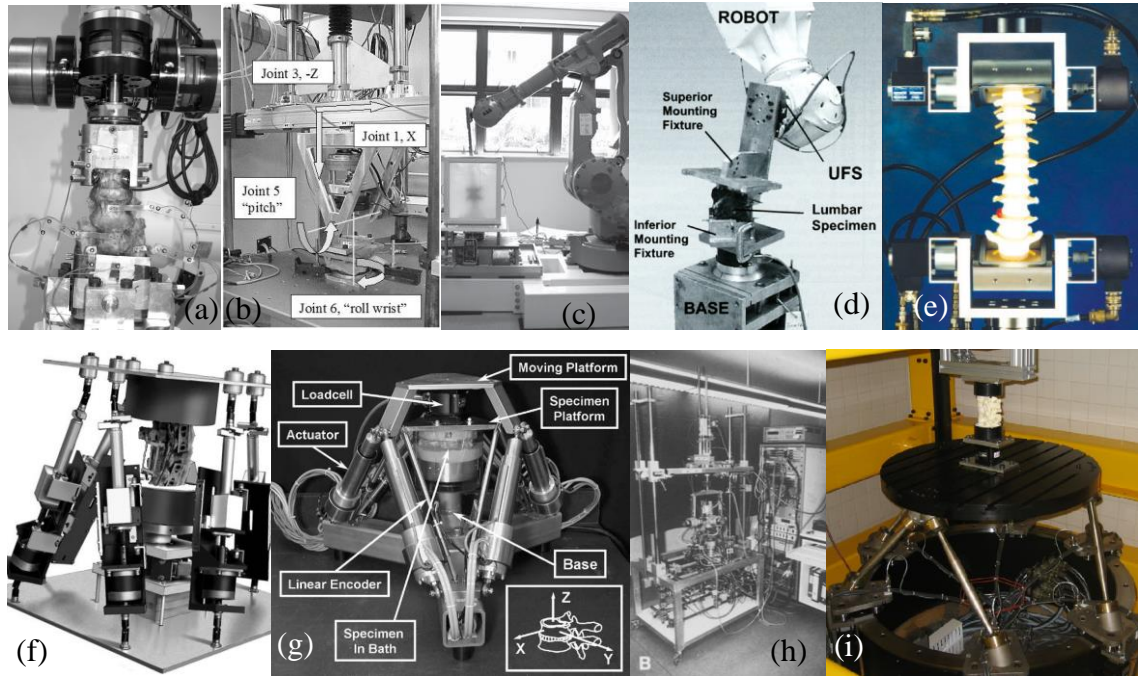 (a)
Joint 3, -Z
Joint 1, X
Joint 5
"pitch"
Joint 6, "roll wrist"
(b)
(c)
ROBOT
Superior
Mounting
Fixture
UFS
Lumbar
Specimen
Inferior
Mounting
Fixture
BASE
(d)
(e)
(f)
Moving Platform
Loadcell
Specimen
Platform
Actuator
Linear Encoder
Base
Specimen
In Bath
Z
X
Y
(g)
B
(h)
(i)